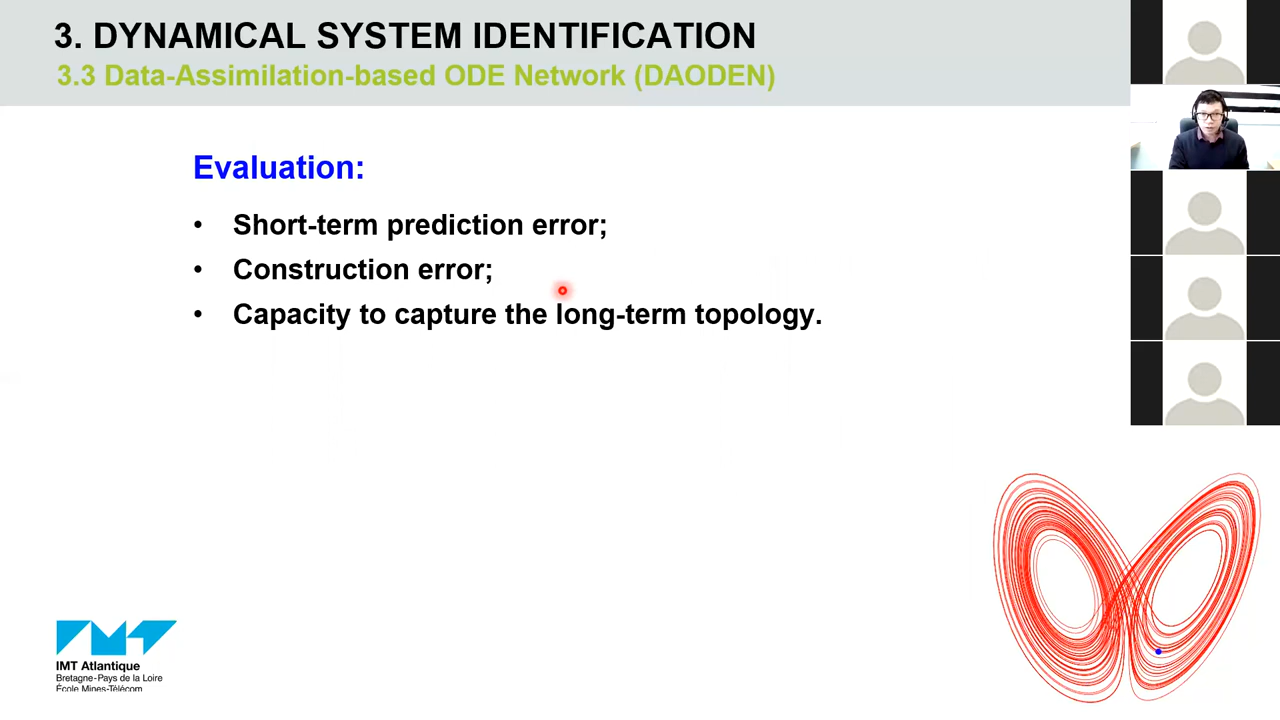 3. DYNAMICAL SYSTEM IDENTIFICATION
3.3 Data-Assimilation-based ODE Network (DAODEN)
Evaluation:
• Short-term prediction error;
• Construction error;
• Capacity to capture the long-term topology.
IMT Atlantique
Bretagne-Pays de la Loire
École Mines-Télécom